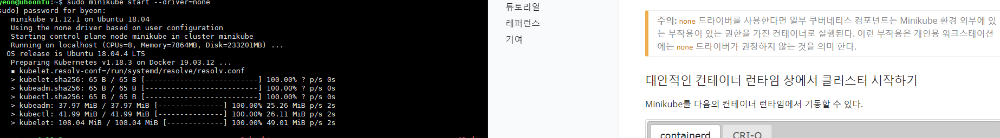 yeon@uhoontu:~$ sudo minikube start --driver=none
sudo] password for byeon:
minikube v1.12.1 on Ubuntu 18.04
Using the none driver based on user configuration
Starting control plane node minikube in cluster minikube
Running on localhost (CPUs=8, Memory=7864MB, Disk=233201MB) ...
OS release is Ubuntu 18.04.4 LTS
Preparing Kubernetes v1.18.3 on Docker 19.03.12 ...
▪ kubelet.resolv-conf=/run/systemd/resolve/resolv.conf
> kubelet.sha256: 65 B / 65 B [--------------------------] 100.00% ? p/s 0s
> kubeadm.sha256: 65 B / 65 B [--------------------------] 100.00% ? p/s 0s
> kubectl.sha256: 65 B / 65 B [--------------------------] 100.00% ? p/s 0s
> kubeadm: 37.97 MiB / 37.97 MiB [---------------] 100.00% 25.26 MiB p/s 2s
> kubectl: 41.99 MiB / 41.99 MiB [---------------] 100.00% 26.11 MiB p/s 2s
> kubelet: 108.04 MiB / 108.04 MiB [-------------] 100.00% 49.01 MiB p/s 2s
튜토리얼
레퍼런스
기여
주의: none 드라이버를 사용한다면 일부 쿠버네티스 컴포넌트는 Minikube 환경 외부에 있
는 부작용이 있는 권한을 가진 컨테이너로 실행된다. 이런 부작용은 개인용 워크스테이션
에는 none 드라이버가 권장하지 않는 것을 의미 한다.
대안적인 컨테이너 런타임 상에서 클러스터 시작하기
Minikube를 다음의 컨테이너 런타임에서 기동할 수 있다.
containerd
CRI-O